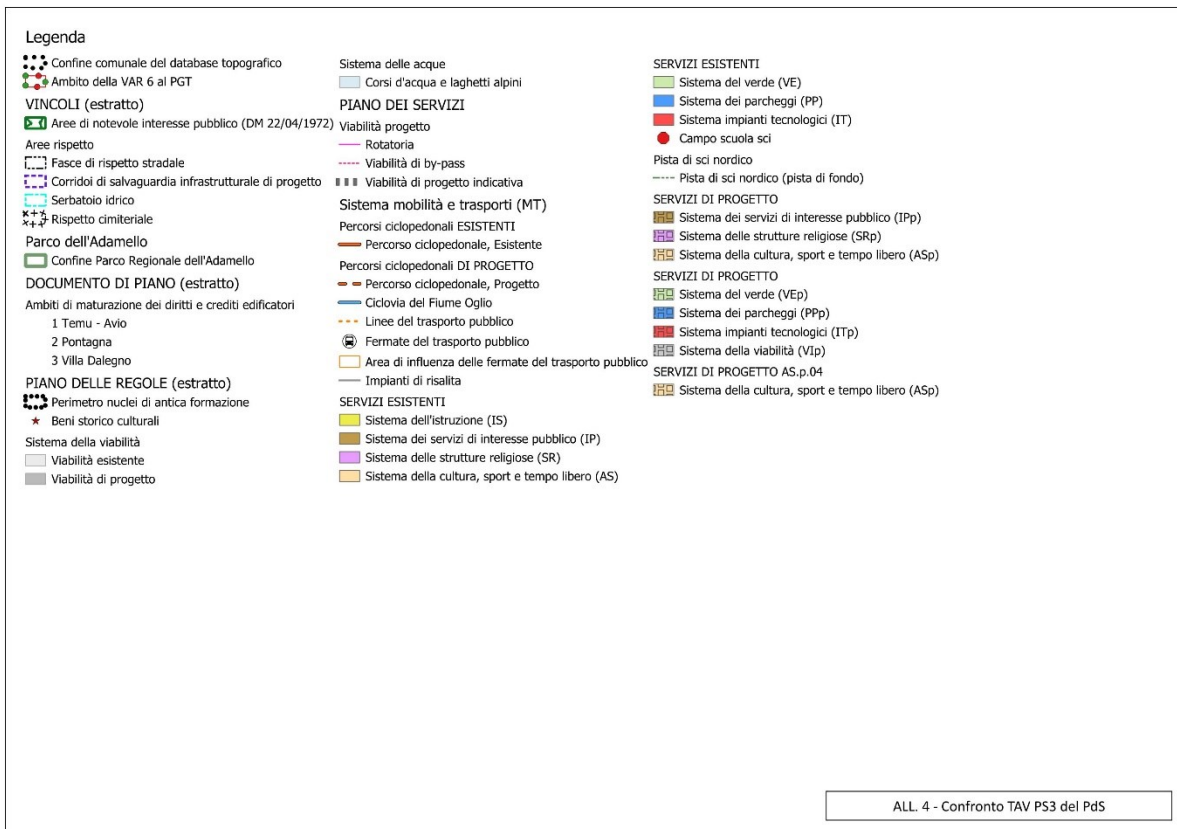 Legenda
Confine comunale del database topografico
Ambito della VAR 6 al PGT
VINCOLI (estratto)
Aree di notevole interesse pubblico (DM 22/04/1972)
Aree rispetto
Fasce di rispetto stradale
Corridoi di salvaguardia infrastrutturale di progetto
Serbatoio idrico
Rispetto cimiteriale
Parco dell'Adamello
Confine Parco Regionale dell'Adamello
DOCUMENTO DI PIANO (estratto)
Ambiti di maturazione dei diritti e crediti edificatori
1 Temu - Avio
2 Pontagna
3 Villa Dalegno
PIANO DELLE REGOLE (estratto)
Perimetro nuclei di antica formazione
Beni storico culturali
Sistema della viabilità
Viabilità esistente
Viabilità di progetto
Sistema delle acque
Corsi d'acqua e laghetti alpini
PIANO DEI SERVIZI
Viabilità progetto
Rotatoria
Viabilità di by-pass
Viabilità di progetto indicativa
Sistema mobilità e trasporti (MT)
Percorsi ciclopedonali ESISTENTI
Percorso ciclopedonale, Esistente
Percorsi ciclopedonali DI PROGETTO
Percorso ciclopedonale, Progetto
Ciclovia del Fiume Oglio
Linee del trasporto pubblico
Fermate del trasporto pubblico
Area di influenza delle fermate del trasporto pubblico
Impianti di risalita
SERVIZI ESISTENTI
Sistema dell'istruzione (IS)
Sistema dei servizi di interesse pubblico (IP)
Sistema delle strutture religiose (SR)
Sistema della cultura, sport e tempo libero (AS)
SERVIZI ESISTENTI
Sistema del verde (VE)
Sistema dei parcheggi (PP)
Sistema impianti tecnologici (IT)
Campo scuola sci
Pista di sci nordico
Pista di sci nordico (pista di fondo)
SERVIZI DI PROGETTO
Sistema dei servizi di interesse pubblico (IPp)
Sistema delle strutture religiose (SRp)
Sistema della cultura, sport e tempo libero (ASp)
SERVIZI DI PROGETTO
Sistema del verde (VEp)
Sistema dei parcheggi (PPp)
Sistema impianti tecnologici (ITp)
Sistema della viabilità (VIp)
SERVIZI DI PROGETTO AS.p.04
Sistema della cultura, sport e tempo libero (ASp)
ALL. 4 - Confronto TAV PS3 del PdS